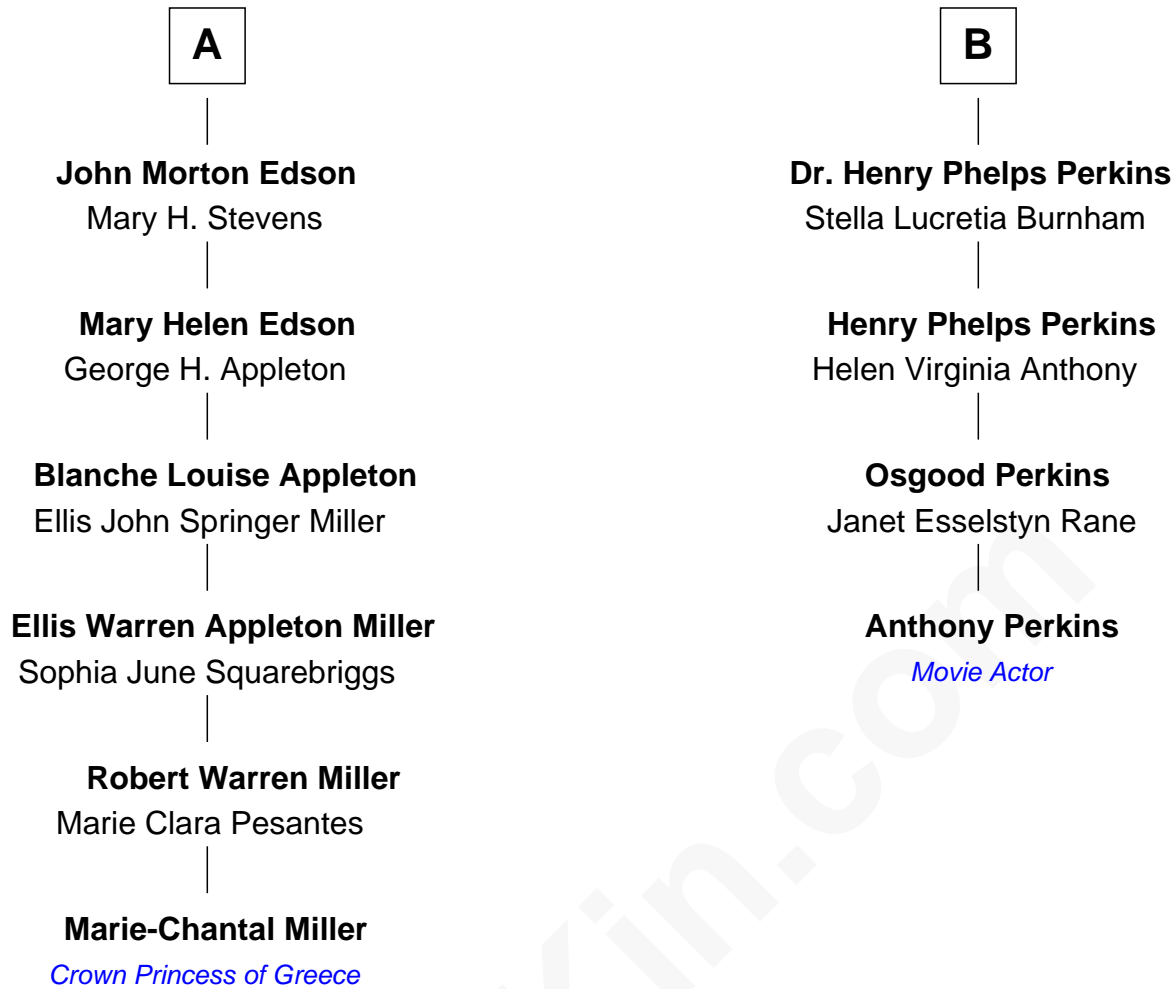 A
John Morton Edson
Mary H. Stevens
Mary Helen Edson
George H. Appleton
Blanche Louise Appleton
Ellis John Springer Miller
Ellis Warren Appleton Miller
Sophia June Squarebriggs
Robert Warren Miller
Marie Clara Pesantes
Marie-Chantal Miller
Crown Princess of Greece
B
Dr. Henry Phelps Perkins
Stella Lucretia Burnham
Henry Phelps Perkins
Helen Virginia Anthony
Osgood Perkins
Janet Esselstyn Rane
Anthony Perkins
Movie Actor
Kin.com